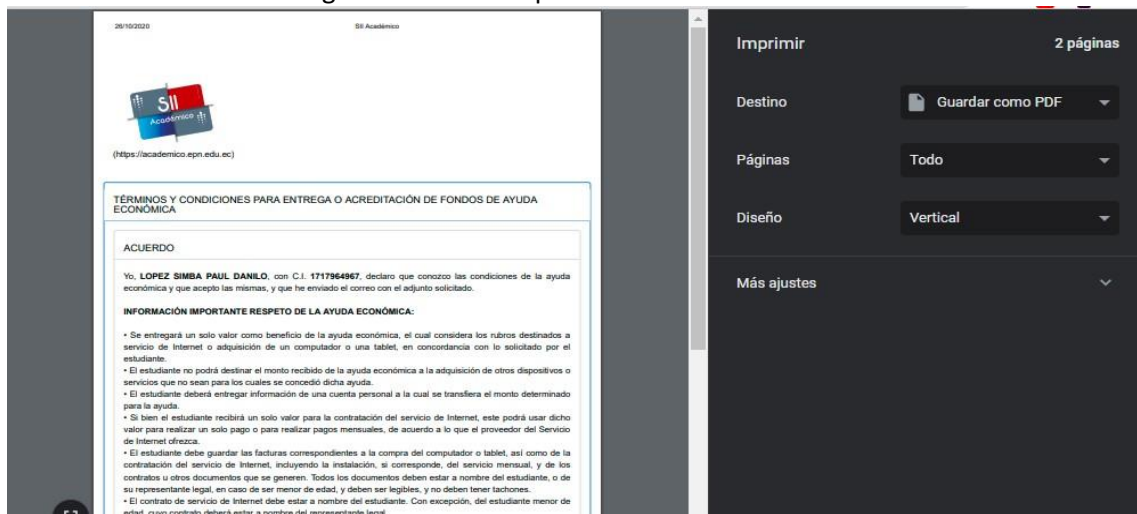 26/10/2020 SII Académico
SII
Académico
(https://academico.epn.edu.ec)
TÉRMINOS Y CONDICIONES PARA ENTREGA O ACREDITACIÓN DE FONDOS DE AYUDA
ECONÓMICA
ACUERDO
Yo, LOPEZ SIMBA PAUL DANILO, con C.I. 1717964967, declaro que conozco las condiciones de la ayuda
económica y que acepto las mismas, y que he enviado el correo con el adjunto solicitado.
INFORMACIÓN IMPORTANTE RESPETO DE LA AYUDA ECONÓMICA:
• Se entregará un solo valor como beneficio de la ayuda económica, el cual considera los rubros destinados a
servicio de Internet o adquisición de un computador o una tablet, en concordancia con lo solicitado por el
estudiante.
• El estudiante no podrá destinar el monto recibido de la ayuda económica a la adquisición de otros dispositivos o
servicios que no sean para los cuales se concedió dicha ayuda.
• El estudiante deberá entregar información de una cuenta personal a la cual se transfiera el monto determinado
para la ayuda.
• Si bien el estudiante recibirá un solo valor para la contratación del servicio de Internet, este podrá usar dicho
valor para realizar un solo pago o para realizar pagos mensuales, de acuerdo a lo que el proveedor del Servicio
de Internet ofrezca.
• El estudiante debe guardar las facturas correspondientes a la compra del computador o tablet, así como de la
contratación del servicio de Internet, incluyendo la instalación, si corresponde, del servicio mensual, y de los
contratos u otros documentos que se generen. Todos los documentos deben estar a nombre del estudiante, o de
su representante legal, en caso de ser menor de edad, y deben ser legibles, y no deben tener tachones.
• El contrato de servicio de Internet debe estar a nombre del estudiante. Con excepción, del estudiante menor de
edad, cuyo contrato deberá estar a nombre del representante legal.
Imprimir 2 páginas
Destino Guardar como PDF
Páginas Todo
Diseño Vertical
Más ajustes